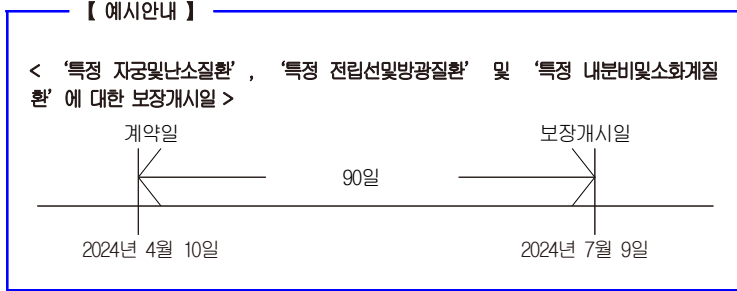 【 예시안내 】
< ‘특정 자궁및난소질환’, ‘특정 전립선및방광질환’ 및 ‘특정 내분비및소화계질
환’에 대한 보장개시일 >
계약일 보장개시일
90일
2024년 4월 10일 2024년 7월 9일